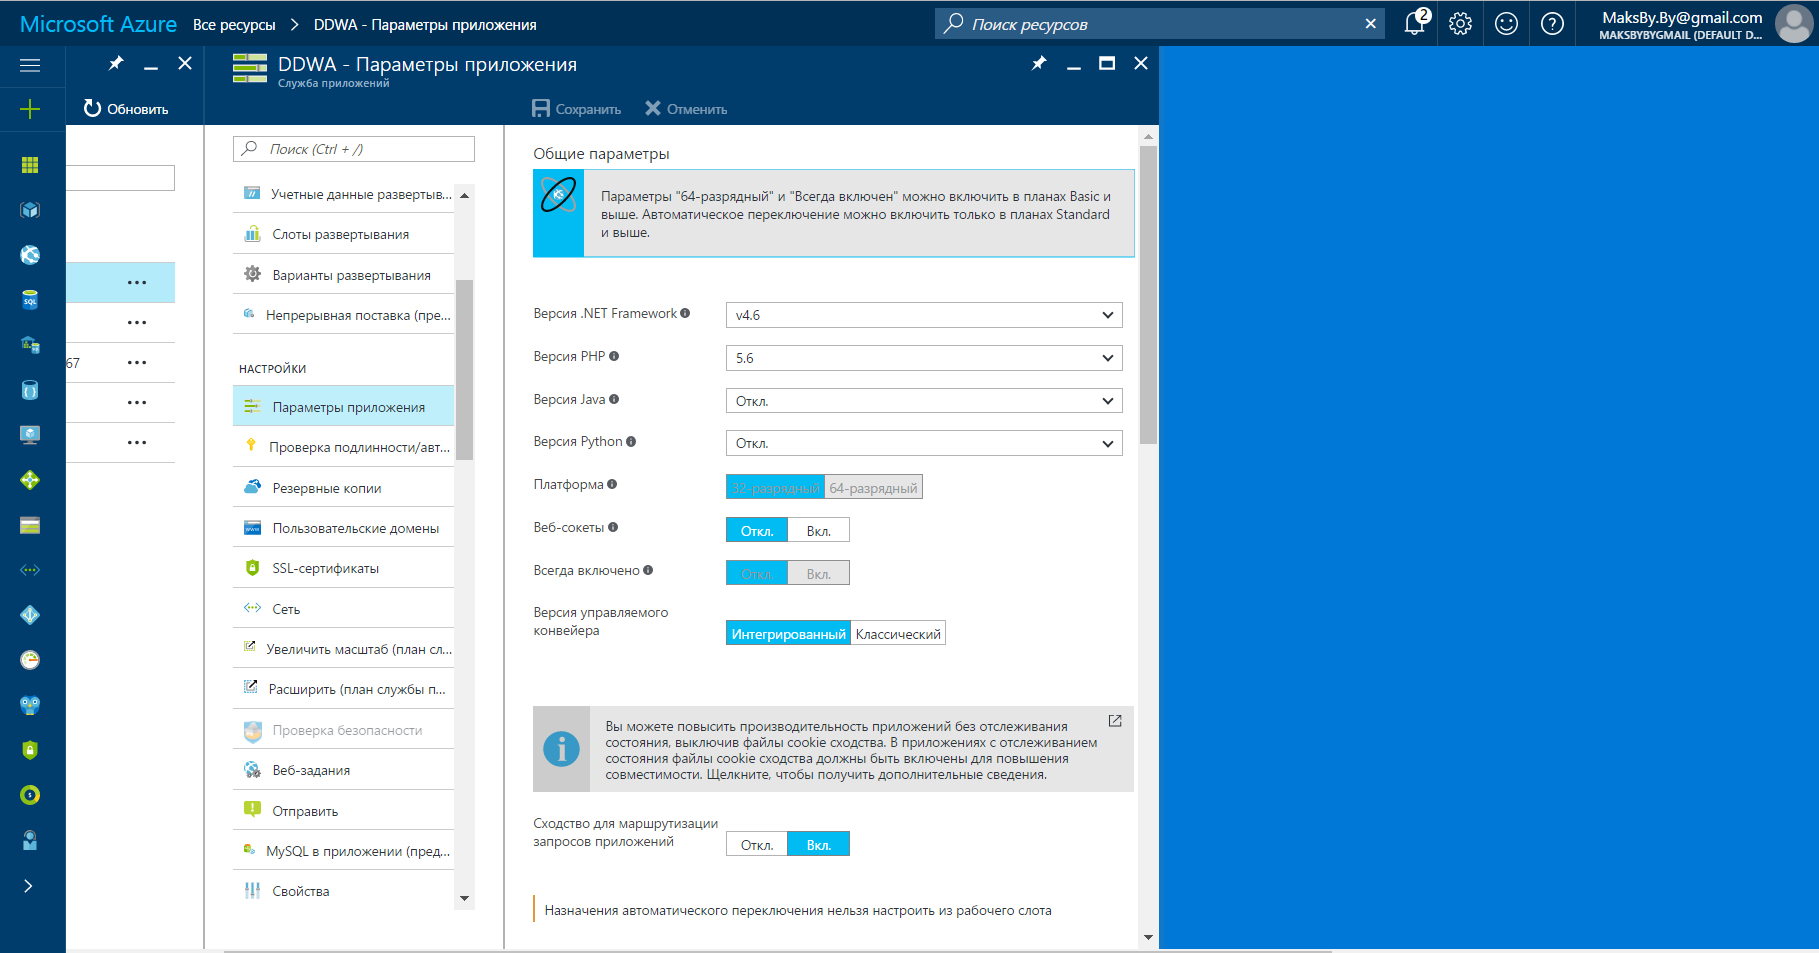 Microsoft Azure
Все ресурсы
DDWA - Параметры приложения
Поиск ресурсов
2
MaksBy.By@gmail.com
MAKSBYBYGMAIL (DEFAULT D...
Обновить
67
DDWA - Параметры приложения
Служба приложений
Сохранить
Отменить
Поиск (Ctrl + /)
Учетные данные развертыв...
Слоты развертывания
Варианты развертывания
Непрерывная поставка (пре...
НАСТРОЙКИ
Параметры приложения
Проверка подлинности/авт...
Резервные копии
Пользовательские домены
SSL-сертификаты
Сеть
Увеличить масштаб (план сл...
Расширить (план службы п...
Проверка безопасности
Веб-задания
Отправить
MySQL в приложении (пред...
Свойства
Общие параметры
Параметры "64-разрядный" и "Всегда включен" можно включить в планах Basic и
выше. Автоматическое переключение можно включить только в планах Standard
и выше.
Версия .NET Framework
v4.6
Версия PHP
5.6
Версия Java
Откл.
Версия Python
Откл.
Платформа
32-разрядный 64-разрядный
Веб-сокеты
Откл. Вкл.
Всегда включено
Откл. Вкл.
Версия управляемого
конвейера
Интегрированный Классический
Вы можете повысить производительность приложений без отслеживания
состояния, выключив файлы cookie сходства. В приложениях с отслеживанием
состояния файлы cookie сходства должны быть включены для повышения
совместимости. Щелкните, чтобы получить дополнительные сведения.
Сходство для маршрутизации
запросов приложений
Откл. Вкл.
Назначения автоматического переключения нельзя настроить из рабочего слота